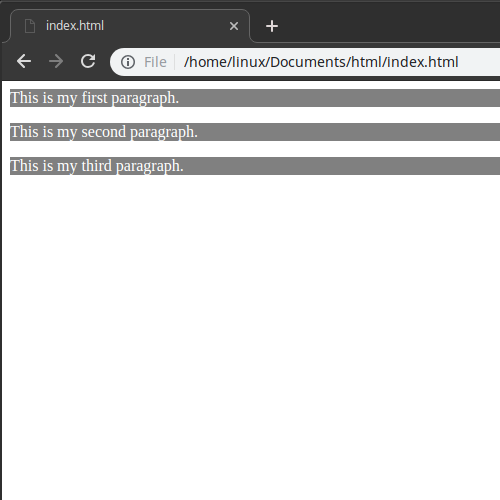 index.html
File /home/linux/Documents/html/index.html
This is my first paragraph.
This is my second paragraph.
This is my third paragraph.